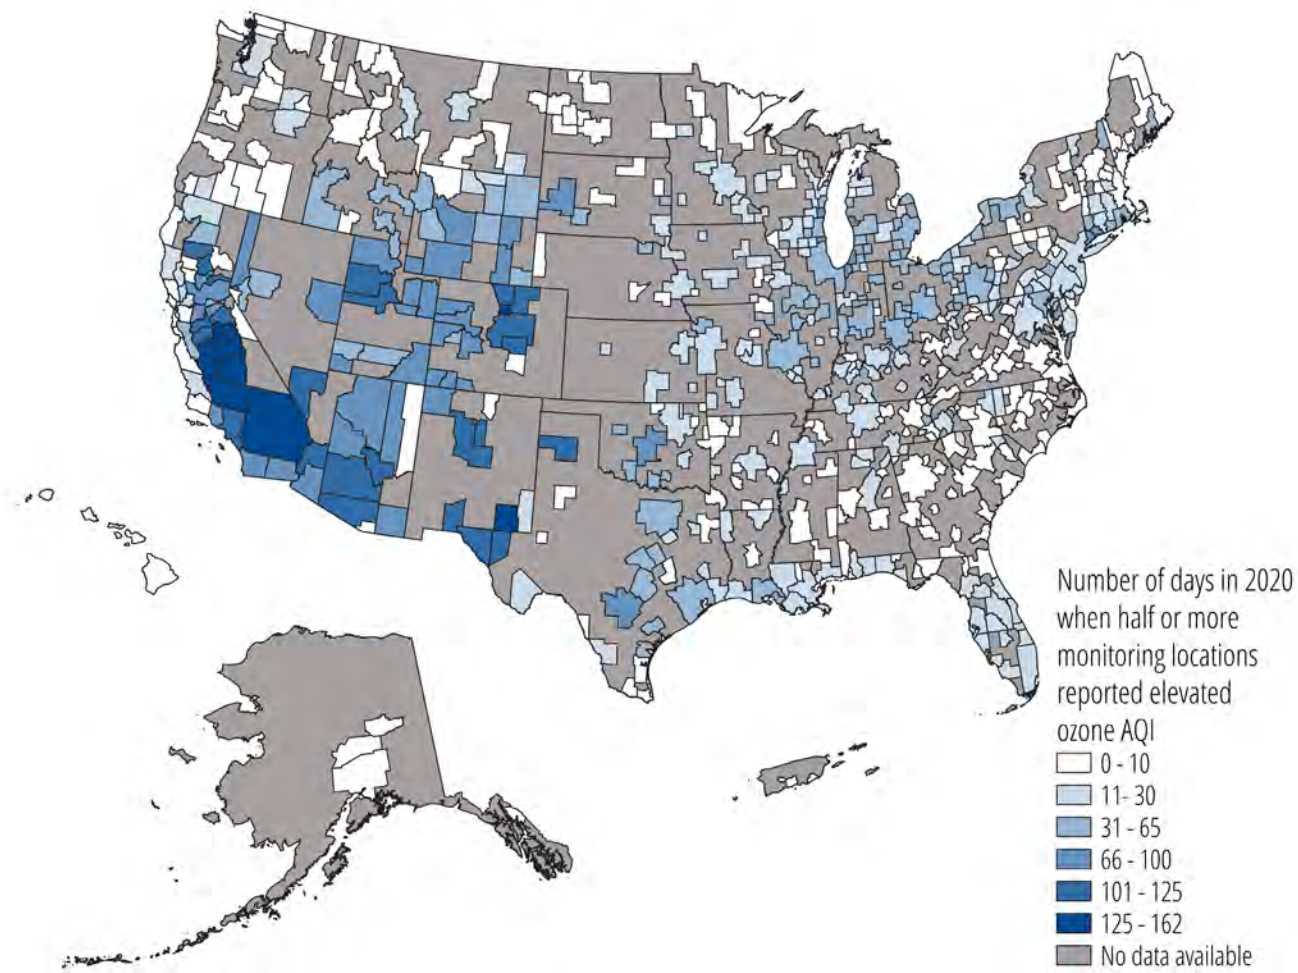 Number of days in 2020
when half or more
monitoring locations
reported elevated
ozone AQI
0 - 10
11- 30
31 - 65
66 - 100
101 - 125
125 - 162
No data available